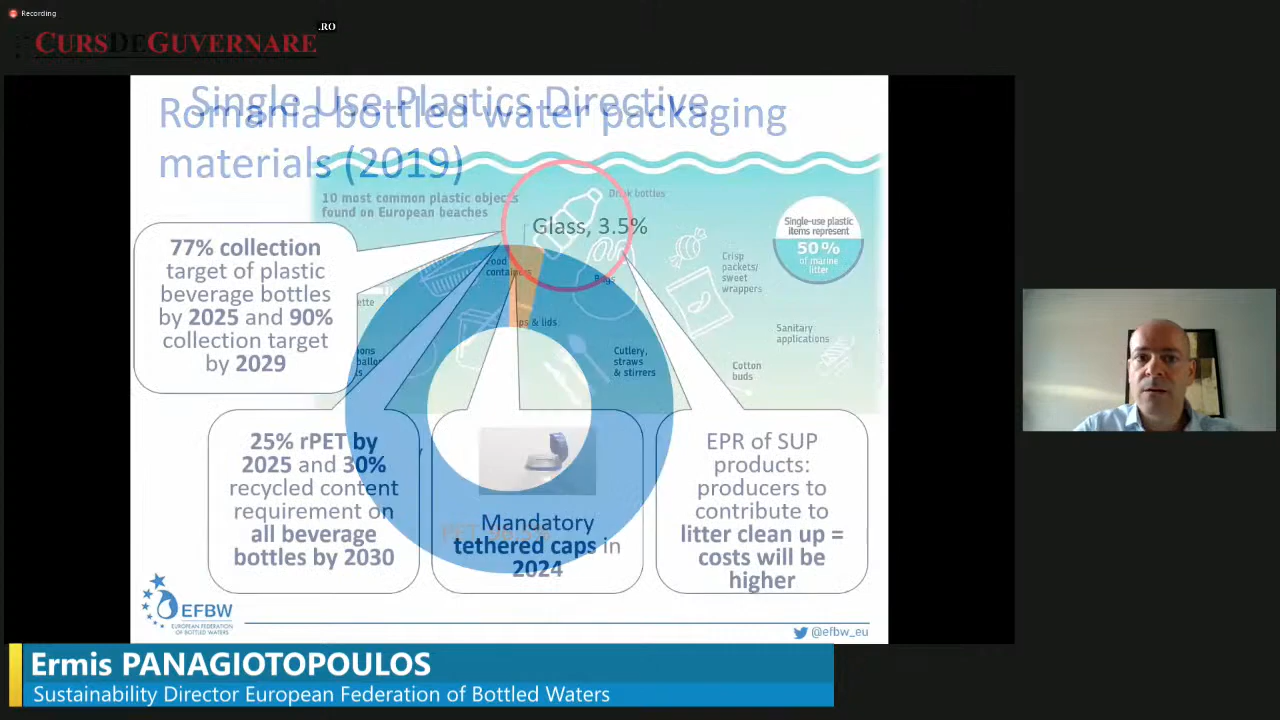 Recording
CURSDEGUVERNARE
.RO
Single Use Plastics Directive
Romania bottled water packaging
materials (2019)
10 most common plastic objects
found on European beaches
Drink bottles
Glass, 3.5%
Single-use plastic
items represent
50%
of marine
litter
77% collection
target of plastic
beverage bottles
by 2025 and 90%
collection target
by 2029
Food
containers
Bags
Crisp
packets/
sweet
wrappers
ps & lids
Cutlery,
straws
& stirrers
Sanitary
applications
Cotton
buds
25% rPET by
2025 and 30%
recycled content
requirement on
all beverage
bottles by 2030
Mandatory
tethered caps in
2024
EPR of SUP
products:
producers to
contribute to
litter clean up =
costs will be
higher
EFBW
EUROPEAN FEDERATION
OF BOTTLED WATERS
@efbw_eu
Ermis PANAGIOTOPOULOS
Sustainability Director European Federation of Bottled Waters